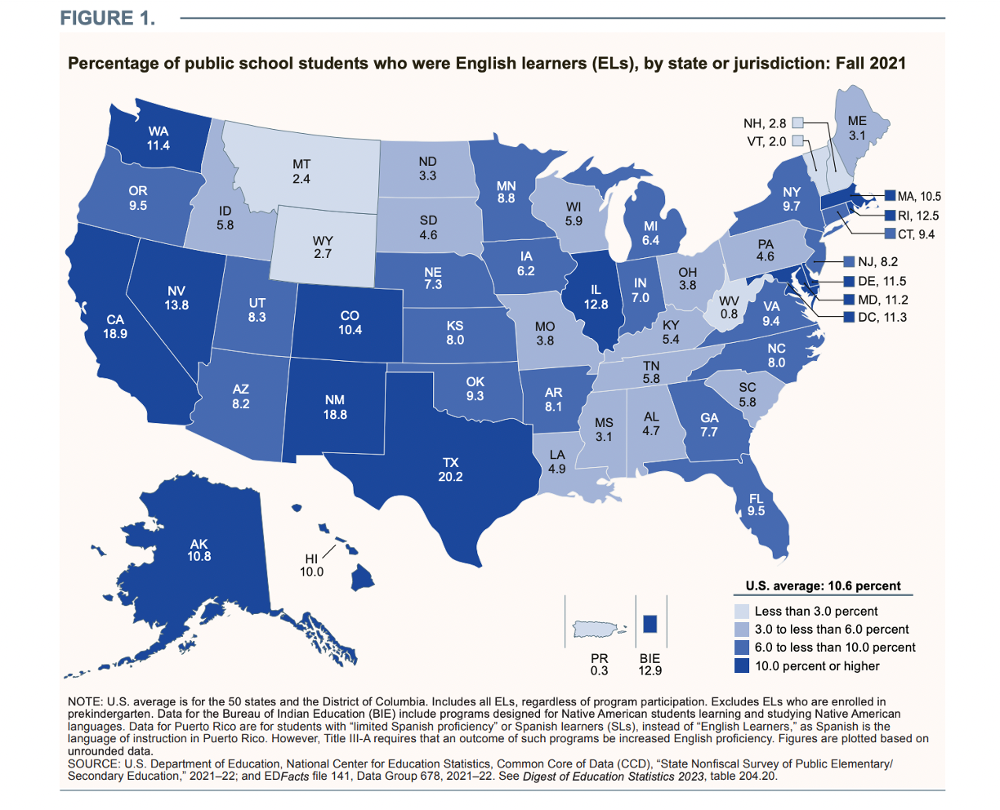 FIGURE 1.
Percentage of public school students who were English learners (ELs), by state or jurisdiction: Fall 2021
WA
11.4
OR
9.5
CA
18.9
NV
13.8
ID
5.8
MT
2.4
WY
2.7
UT
8.3
CO
10.4
AZ
8.2
NM
18.8
ND
3.3
SD
4.6
NE
7.3
KS
8.0
OK
9.3
TX
20.2
MN
8.8
IA
6.2
MO
3.8
AR
8.1
LA
4.9
WI
5.9
IL
12.8
MI
6.4
IN
7.0
OH
3.8
KY
5.4
TN
5.8
MS
3.1
AL
4.7
GA
7.7
FL
9.5
SC
5.8
NC
8.0
VA
9.4
WV
0.8
PA
4.6
NY
9.7
ME
3.1
NH, 2.8
VT, 2.0
MA, 10.5
RI, 12.5
CT, 9.4
NJ, 8.2
DE, 11.5
MD, 11.2
DC, 11.3
AK
10.8
HI
10.0
PR
0.3
BIE
12.9
U.S. average: 10.6 percent
Less than 3.0 percent
3.0 to less than 6.0 percent
6.0 to less than 10.0 percent
10.0 percent or higher
NOTE: U.S. average is for the 50 states and the District of Columbia. Includes all ELs, regardless of program participation. Excludes ELs who are enrolled in
prekindergarten. Data for the Bureau of Indian Education (BIE) include programs designed for Native American students learning and studying Native American
languages. Data for Puerto Rico are for students with “limited Spanish proficiency” or Spanish learners (SLs), instead of “English Learners,” as Spanish is the
language of instruction in Puerto Rico. However, Title III-A requires that an outcome of such programs be increased English proficiency. Figures are plotted based on
unrounded data.
SOURCE: U.S. Department of Education, National Center for Education Statistics, Common Core of Data (CCD), “State Nonfiscal Survey of Public Elementary/
Secondary Education,” 2021–22; and EDFacts file 141, Data Group 678, 2021–22. See Digest of Education Statistics 2023, table 204.20.